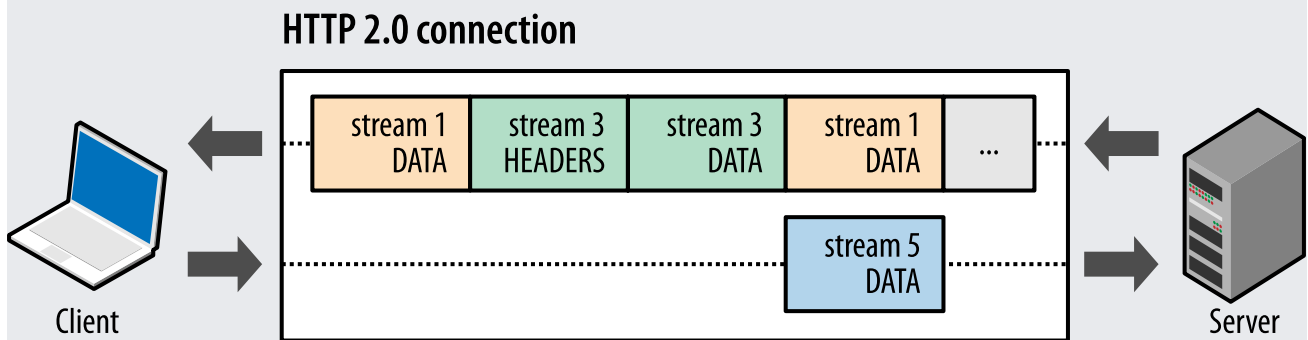 HTTP 2.0 connection
stream 1
DATA
stream 3
HEADERS
stream 3
DATA
stream 1
DATA
...
stream 5
DATA
Client
Server